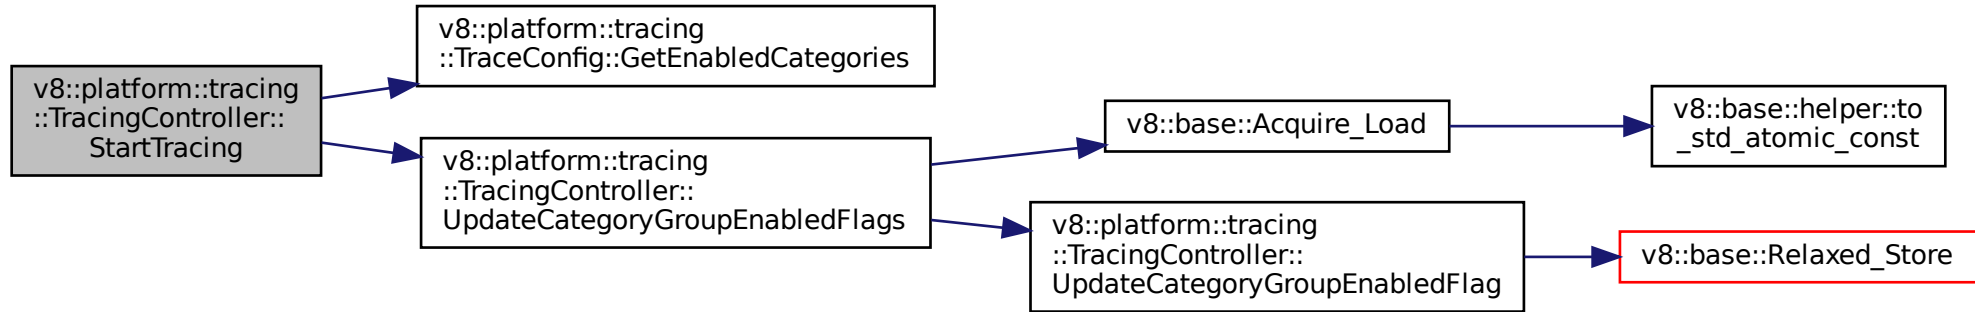 v8::platform::tracing
::TracingController::
StartTracing
v8::platform::tracing
::TraceConfig::GetEnabledCategories
v8::platform::tracing
::TracingController::
UpdateCategoryGroupEnabledFlags
v8::base::Acquire_Load
v8::base::helper::to
_std_atomic_const
v8::platform::tracing
::TracingController::
UpdateCategoryGroupEnabledFlag
v8::base::Relaxed_Store